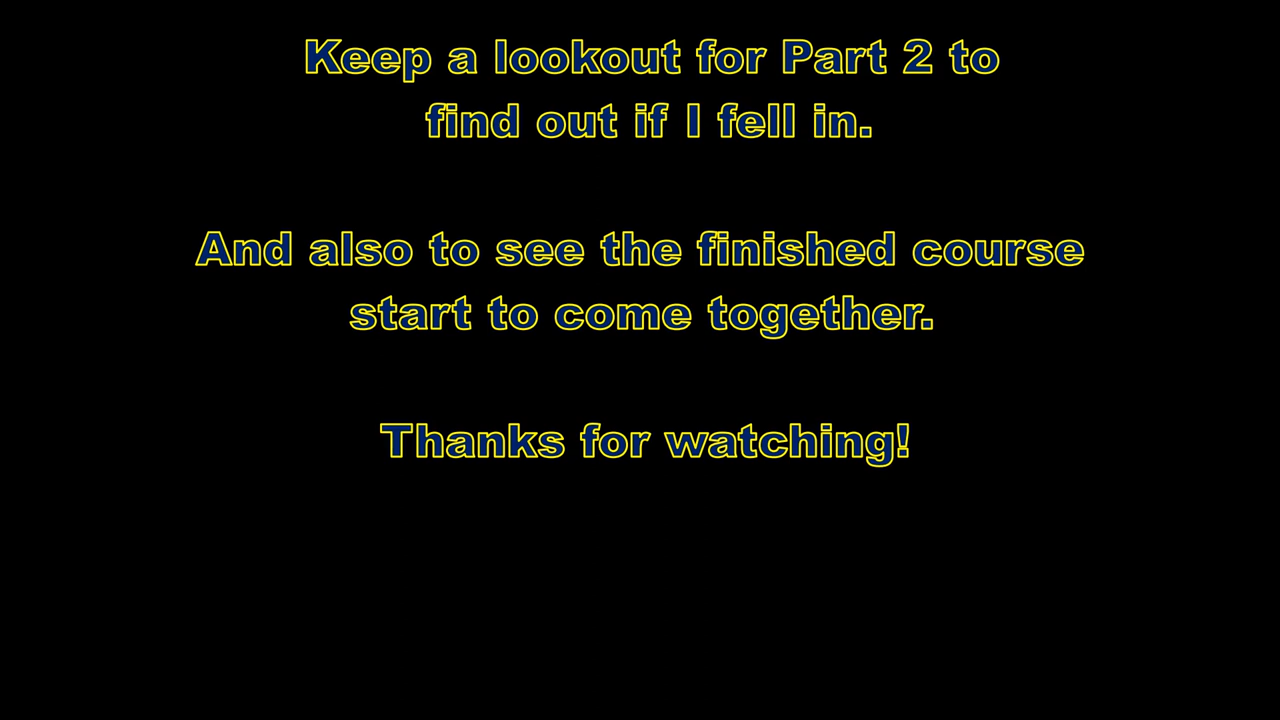 Keep a lookout for Part 2 to
find out if I fell in.
And also to see the finished course
start to come together.
Thanks for watching!